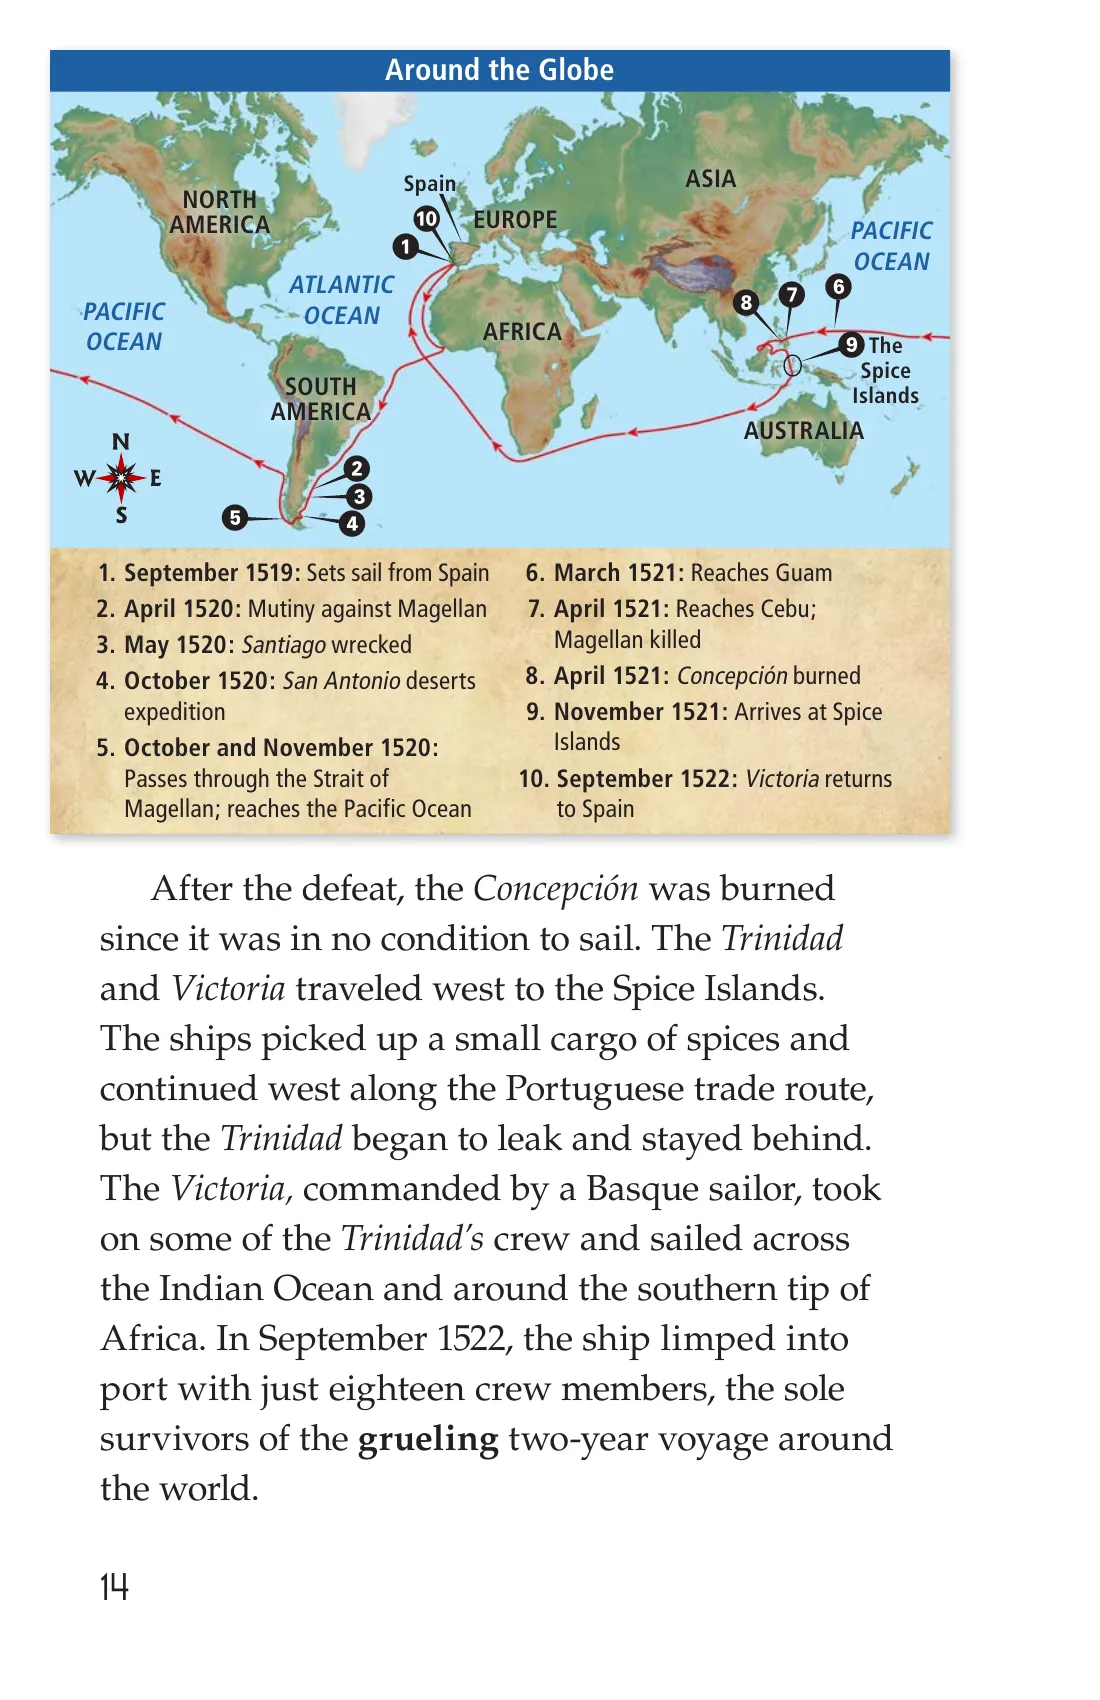 Around the Globe
NORTH
AMERICA
Spain
10
1
EUROPE
ASIA
PACIFIC
OCEAN
ATLANTIC
OCEAN
PACIFIC
OCEAN
AFRICA
8
7
6
9 The
Spice
Islands
SOUTH
AMERICA
AUSTRALIA
N
W E
S
2
3
4
5
1. September 1519: Sets sail from Spain
2. April 1520: Mutiny against Magellan
3. May 1520: Santiago wrecked
4. October 1520: San Antonio deserts
expedition
5. October and November 1520:
Passes through the Strait of
Magellan; reaches the Pacific Ocean
6. March 1521: Reaches Guam
7. April 1521: Reaches Cebu;
Magellan killed
8. April 1521: Concepción burned
9. November 1521: Arrives at Spice
Islands
10. September 1522: Victoria returns
to Spain
After the defeat, the Concepción was burned
since it was in no condition to sail. The Trinidad
and Victoria traveled west to the Spice Islands.
The ships picked up a small cargo of spices and
continued west along the Portuguese trade route,
but the Trinidad began to leak and stayed behind.
The Victoria, commanded by a Basque sailor, took
on some of the Trinidad's crew and sailed across
the Indian Ocean and around the southern tip of
Africa. In September 1522, the ship limped into
port with just eighteen crew members, the sole
survivors of the grueling two-year voyage around
the world.
14